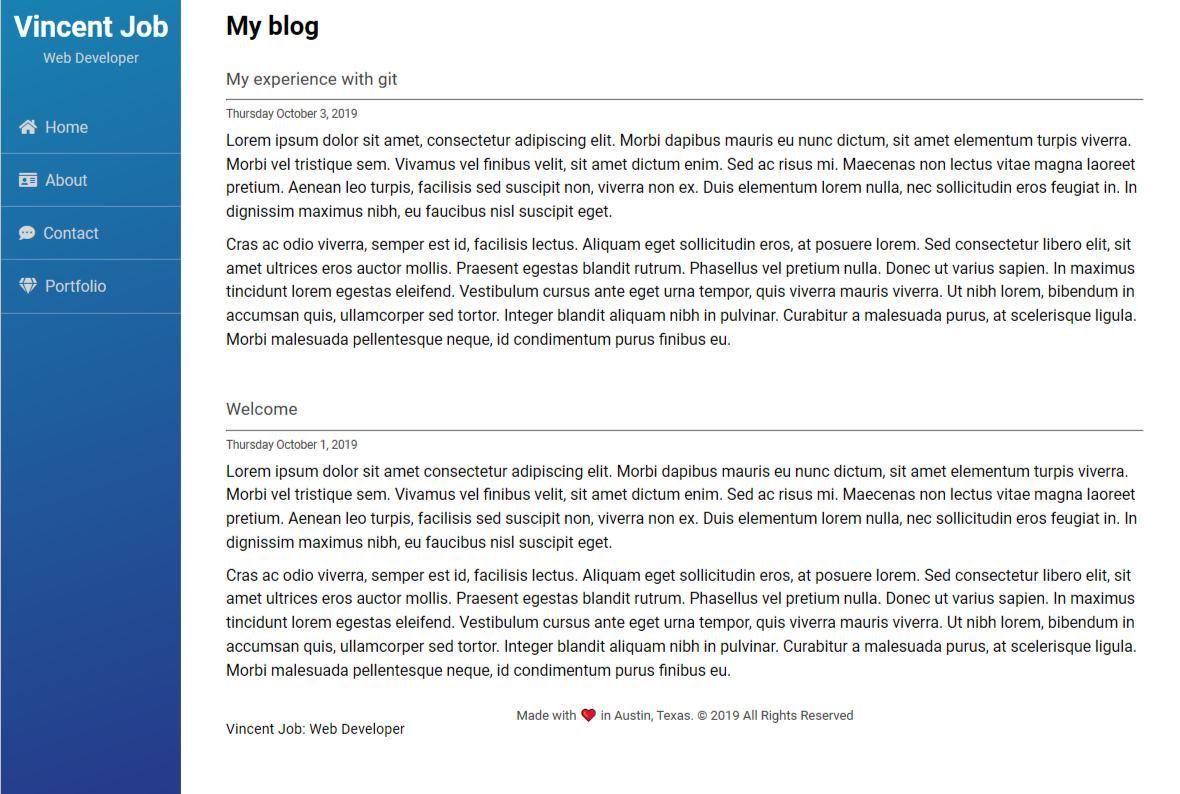 Vincent Job
Web Developer
Home
About
Contact
Portfolio
My blog
My experience with git
Thursday October 3, 2019
Lorem ipsum dolor sit amet, consectetur adipiscing elit. Morbi dapibus mauris eu nunc dictum, sit amet elementum turpis viverra.
Morbi vel tristique sem. Vivamus vel finibus velit, sit amet dictum enim. Sed ac risus mi. Maecenas non lectus vitae magna laoreet
pretium. Aenean leo turpis, facilisis sed suscipit non, viverra non ex. Duis elementum lorem nulla, nec sollicitudin eros feugiat in. In
dignissim maximus nibh, eu faucibus nisl suscipit eget.
Cras ac odio viverra, semper est id, facilisis lectus. Aliquam eget sollicitudin eros, at posuere lorem. Sed consectetur libero elit, sit
amet ultrices eros auctor mollis. Praesent egestas blandit rutrum. Phasellus vel pretium nulla. Donec ut varius sapien. In maximus
tincidunt lorem egestas eleifend. Vestibulum cursus ante eget urna tempor, quis viverra mauris viverra. Ut nibh lorem, bibendum in
accumsan quis, ullamcorper sed tortor. Integer blandit aliquam nibh in pulvinar. Curabitur a malesuada purus, at scelerisque ligula.
Morbi malesuada pellentesque neque, id condimentum purus finibus eu.
Welcome
Thursday October 1, 2019
Lorem ipsum dolor sit amet consectetur adipiscing elit. Morbi dapibus mauris eu nunc dictum, sit amet elementum turpis viverra.
Morbi vel tristique sem. Vivamus vel finibus velit, sit amet dictum enim. Sed ac risus mi. Maecenas non lectus vitae magna laoreet
pretium. Aenean leo turpis, facilisis sed suscipit non, viverra non ex. Duis elementum lorem nulla, nec sollicitudin eros feugiat in. In
dignissim maximus nibh, eu faucibus nisl suscipit eget.
Cras ac odio viverra, semper est id, facilisis lectus. Aliquam eget sollicitudin eros, at posuere lorem. Sed consectetur libero elit, sit
amet ultrices eros auctor mollis. Praesent egestas blandit rutrum. Phasellus vel pretium nulla. Donec ut varius sapien. In maximus
tincidunt lorem egestas eleifend. Vestibulum cursus ante eget urna tempor, quis viverra mauris viverra. Ut nibh lorem, bibendum in
accumsan quis, ullamcorper sed tortor. Integer blandit aliquam nibh in pulvinar. Curabitur a malesuada purus, at scelerisque ligula.
Morbi malesuada pellentesque neque, id condimentum purus finibus eu.
Made with ❤ in Austin, Texas. © 2019 All Rights Reserved
Vincent Job: Web Developer